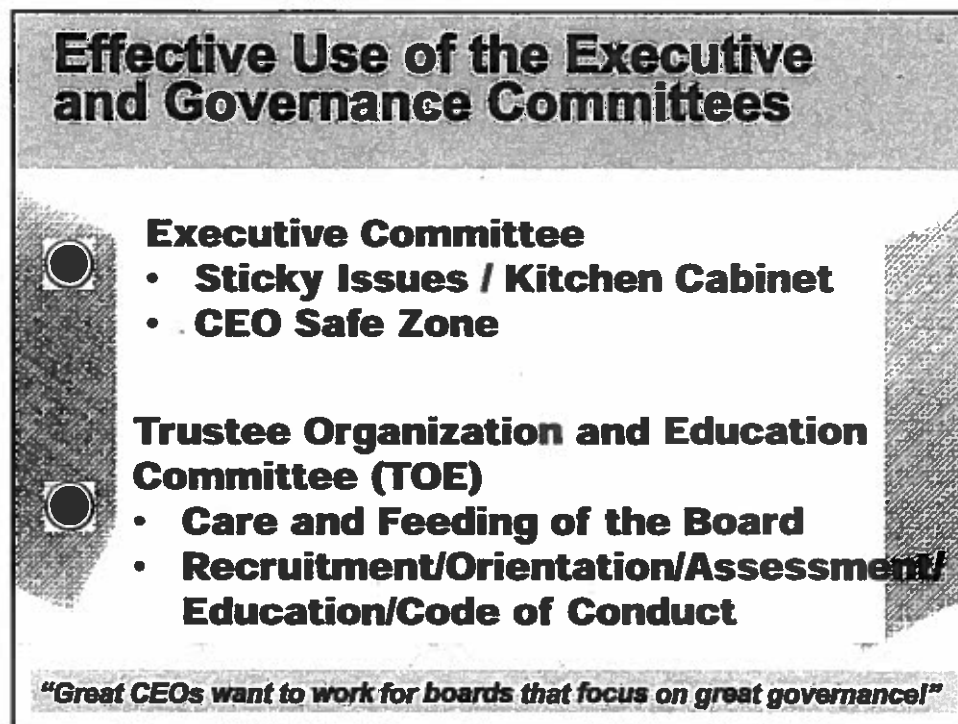 Effective Use of the Executive
and Governance Committees
Executive Committee
• Sticky Issues / Kitchen Cabinet
• CEO Safe Zone
Trustee Organization and Education
Committee (TOE)
• Care and Feeding of the Board
• Recruitment/Orientation/Assessment/
Education/Code of Conduct
"Great CEOs want to work for boards that focus on great governance!"